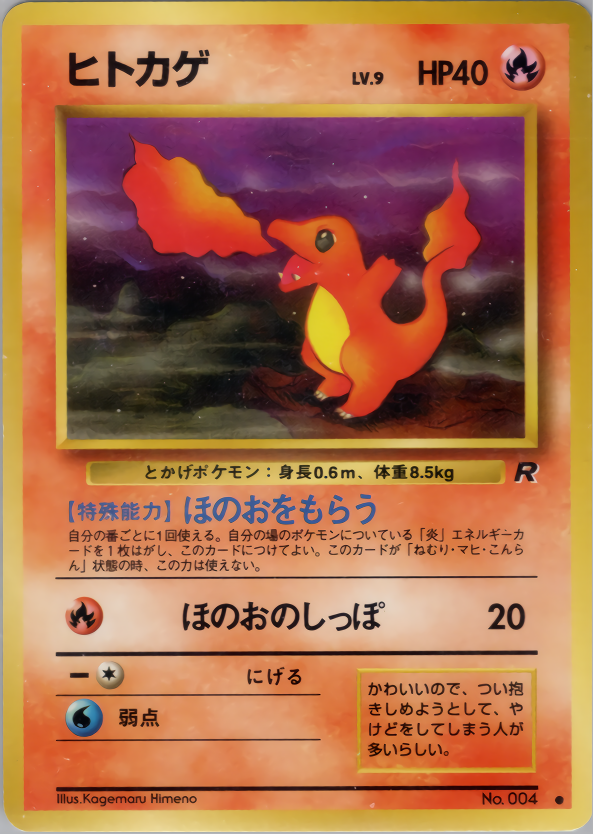 ヒトカゲ LV.9 HP40
とかげポケモン：身長0.6m、体重8.5kg R
【特殊能力】ほのおをもらう
自分の番ごとに1回使える。自分の場のポケモンについている「炎」エネルギーカ
ードを1枚はがし、このカードにつけてよい。このカードが「ねむり・マヒ・こんら
ん」状態の時、この力は使えない。
ほのおのしっぽ 20
にげる
弱点
かわいいので、つい抱
きしめようとして、や
けどをしてしまう人が
多いらしい。
Illus.Kagemaru Himeno No. 004 ●